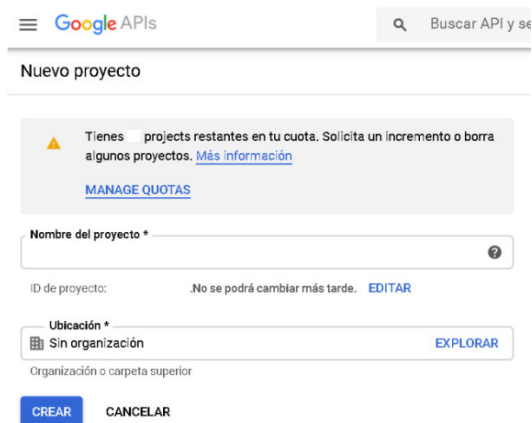 Google APIs
Buscar API y se
Nuevo proyecto
Tienes projects restantes en tu cuota. Solicita un incremento o borra
algunos proyectos. Más información
MANAGE QUOTAS
Nombre del proyecto *
ID de proyecto: .No se podrá cambiar más tarde. EDITAR
Ubicación *
Sin organización EXPLORAR
Organización o carpeta superior
CREAR CANCELAR